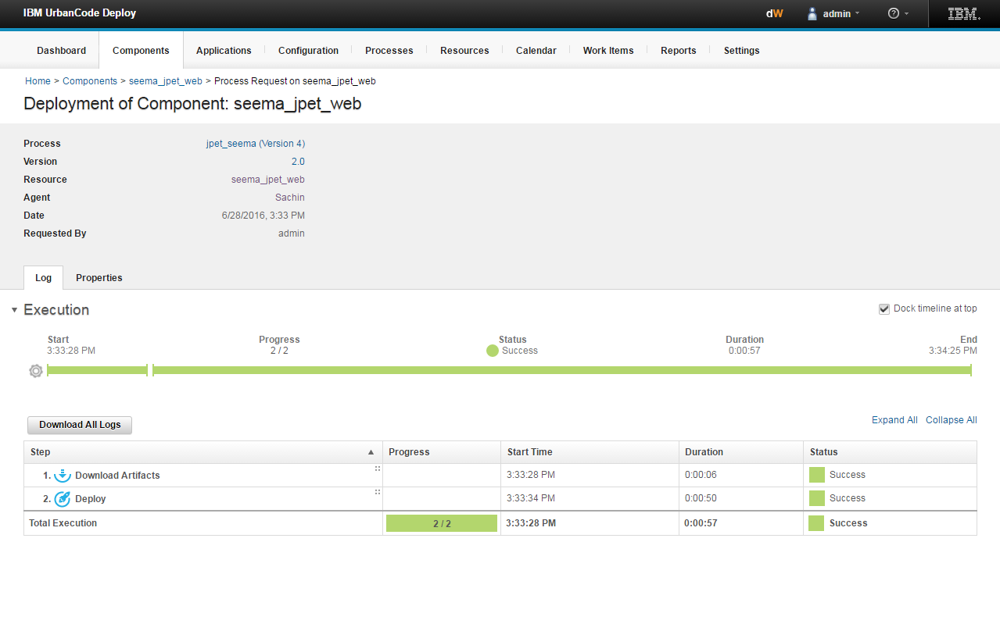 IBM UrbanCode Deploy dW admin ? IBM
Dashboard Components Applications Configuration Processes Resources Calendar Work Items Reports Settings
Home > Components > seema_jpet_web > Process Request on seema_jpet_web
Deployment of Component: seema_jpet_web
Process jpet_seema (Version 4)
Version 2.0
Resource seema_jpet_web
Agent Sachin
Date 6/28/2016, 3:33 PM
Requested By admin
Log Properties
Execution Dock timeline at top
Start Progress Status Duration End
3:33:28 PM 2 / 2 Success 0:00:57 3:34:25 PM
Download All Logs Expand All Collapse All
Step Progress Start Time Duration Status
1. Download Artifacts 3:33:28 PM 0:00:06 Success
2. Deploy 3:33:34 PM 0:00:50 Success
Total Execution 2 / 2 3:33:28 PM 0:00:57 Success